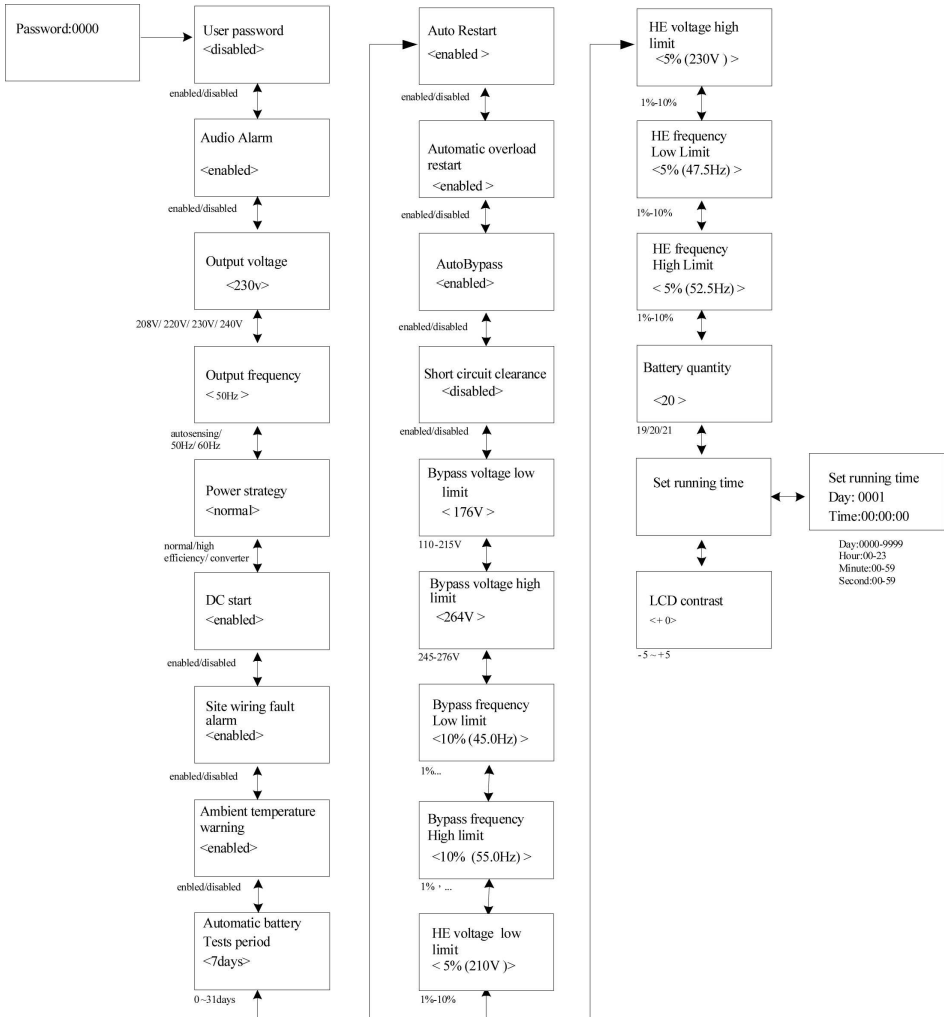 Password:0000
User password
<disabled>
enabled/disabled
Audio Alarm
<enabled>
enabled/disabled
Output voltage
<230v>
208V/ 220V/ 230V/ 240V
Output frequency
< 50Hz >
autosensing/
50Hz/ 60Hz
Power strategy
<normal>
normal/high
efficiency/ converter
DC start
<enabled>
enabled/disabled
Site wiring fault
alarm
<enabled>
enabled/disabled
Ambient temperature
warning
<enabled>
enbled/disabled
Automatic battery
Tests period
<7days>
0~31days
Auto Restart
<enabled >
enabled/disabled
Automatic overload
restart
<enabled >
enabled/disabled
AutoBypass
<enabled>
enabled/disabled
Short circuit clearance
<disabled>
enabled/disabled
Bypass voltage low
limit
< 176V >
110-215V
Bypass voltage high
limit
<264V >
245-276V
Bypass frequency
Low limit
<10% (45.0Hz) >
1%...
Bypass frequency
High limit
<10% (55.0Hz) >
1% · ...
HE voltage low
limit
< 5% (210V )>
1%-10%
HE voltage high
limit
<5% (230V ) >
1%-10%
HE frequency
Low Limit
<5% (47.5Hz) >
1%-10%
HE frequency
High Limit
< 5% (52.5Hz) >
1%-10%
Battery quantity
<20 >
19/20/21
Set running time
Set running time
Day: 0001
Time:00:00:00
Day:0000-9999
Hour:00-23
Minute:00-59
Second:00-59
LCD contrast
<+ 0>
-5 ~ +5